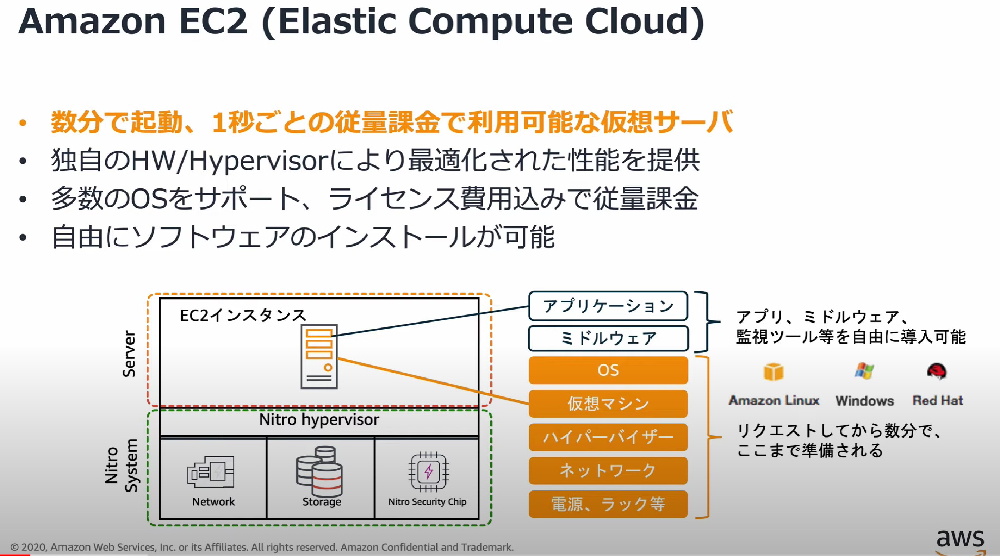 Amazon EC2 (Elastic Compute Cloud)
• 数分で起動、1秒ごとの従量課金で利用可能な仮想サーバ
• 独自のHW/Hypervisorにより最適化された性能を提供
• 多数のOSをサポート、ライセンス費用込みで従量課金
• 自由にソフトウェアのインストールが可能
Server
EC2インスタンス
Nitro System
Nitro hypervisor
Network
Storage
Nitro Security Chip
アプリケーション
ミドルウェア
OS
仮想マシン
ハイパーバイザー
ネットワーク
電源、ラック等
アプリ、ミドルウェア、
監視ツール等を自由に導入可能
Amazon Linux
Windows
Red Hat
リクエストしてから数分で、
ここまで準備される
© 2020, Amazon Web Services, Inc. or its Affiliates. All rights reserved. Amazon Confidential and Trademark.
aws